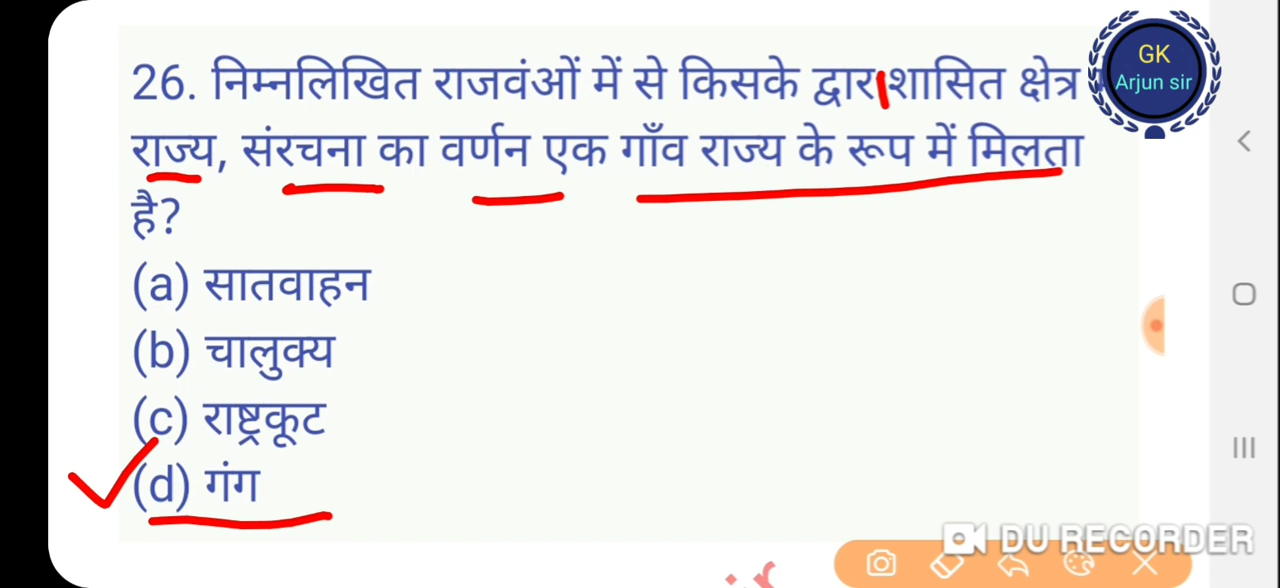 26. निम्नलिखित राजवंओं में से किसके द्वारा शासित क्षेत्र
राज्य, संरचना का वर्णन एक गाँव राज्य के रूप में मिलता
है?
(a) सातवाहन
(b) चालुक्य
(c) राष्ट्रकूट
(d) गंग
GK
Arjun sir
DU RECORDER